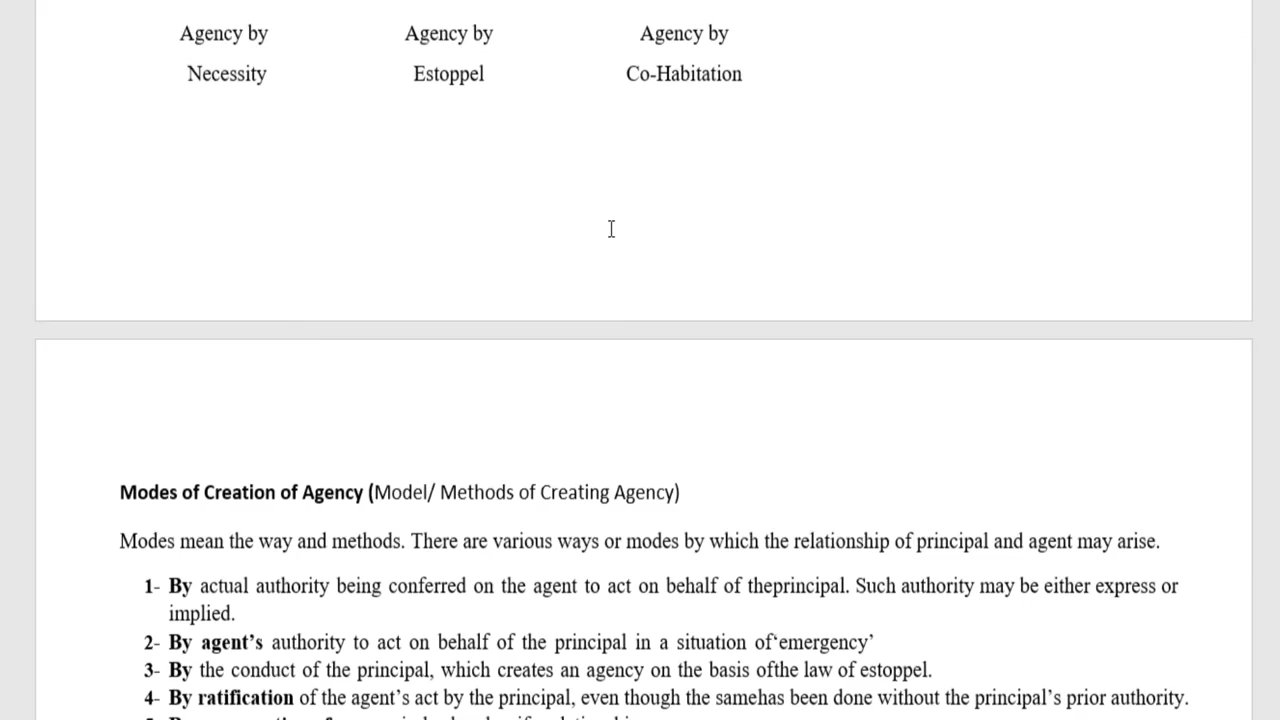 Agency by Agency by Agency by
Necessity Estoppel Co-Habitation
Modes of Creation of Agency (Model/ Methods of Creating Agency)
Modes mean the way and methods. There are various ways or modes by which the relationship of principal and agent may arise.
1- By actual authority being conferred on the agent to act on behalf of theprincipal. Such authority may be either express or
implied.
2- By agent’s authority to act on behalf of the principal in a situation of‘emergency’
3- By the conduct of the principal, which creates an agency on the basis ofthe law of estoppel.
4- By ratification of the agent’s act by the principal, even though the samehas been done without the principal’s prior authority.